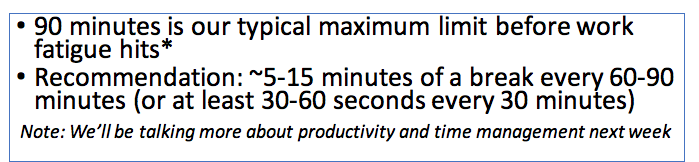 • 90 minutes is our typical maximum limit before work
fatigue hits*
• Recommendation: ~5-15 minutes of a break every 60-90
minutes (or at least 30-60 seconds every 30 minutes)
Note: We’ll be talking more about productivity and time management next week